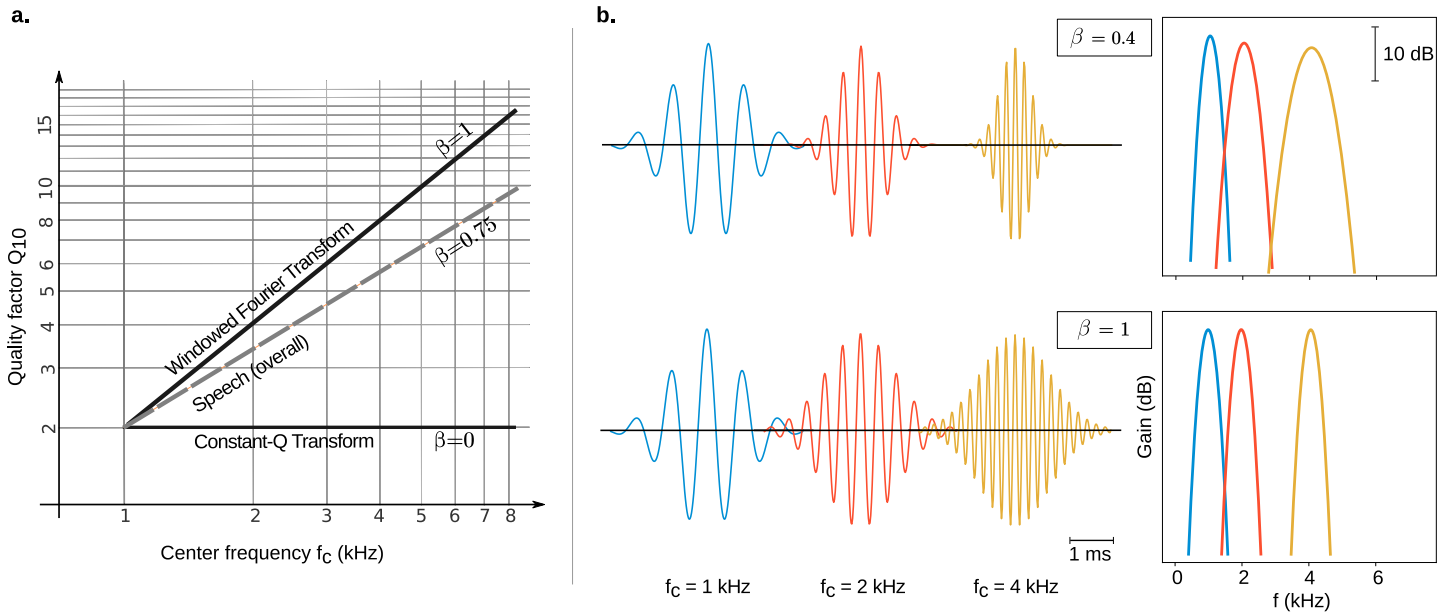 a.
Quality factor Q10
15
10
8
6
5
4
3
2
Windowed Fourier Transform
β=1
Speech (overall)
β=0.75
Constant-Q Transform
β=0
1 2 3 4 5 6 7 8
Center frequency fc (kHz)
b.
β = 0.4
10 dB
β = 1
1 ms
fc = 1 kHz
fc = 2 kHz
fc = 4 kHz
Gain (dB)
0 2 4 6
f (kHz)